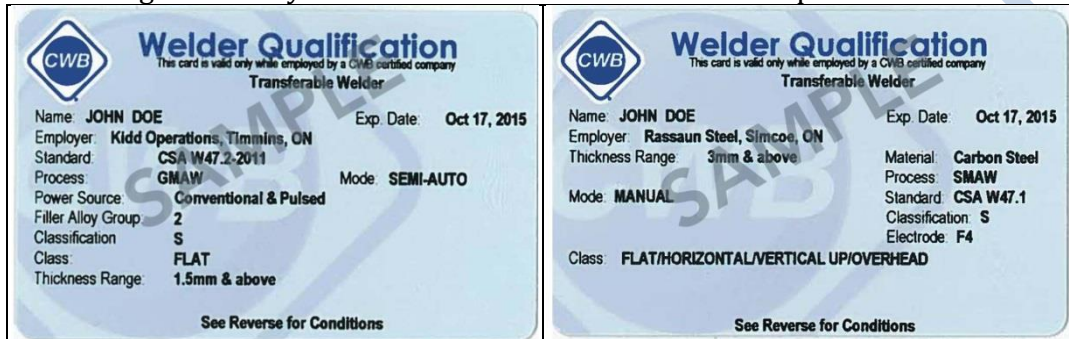 CWB
Welder Qualification
This card is valid only while employed by a CWB certified company
Transferable Welder
Name: JOHN DOE Exp. Date: Oct 17, 2015
Employer: Kidd Operations, Timmins, ON
Standard: CSA W47.2-2011
Process: GMAW Mode: SEMI-AUTO
Power Source: Conventional & Pulsed
Filler Alloy Group: 2
Classification S
Class: FLAT
Thickness Range: 1.5mm & above
See Reverse for Conditions
SAMPLE
CWB
Welder Qualification
This card is valid only while employed by a CWB certified company
Transferable Welder
Name: JOHN DOE Exp. Date: Oct 17, 2015
Employer: Rassaun Steel, Simcoe, ON
Thickness Range: 3mm & above Material: Carbon Steel
Process: SMAW
Mode: MANUAL Standard: CSA W47.1
Classification: S
Electrode: F4
Class: FLAT/HORIZONTAL/VERTICAL UP/OVERHEAD
See Reverse for Conditions
SAMPLE